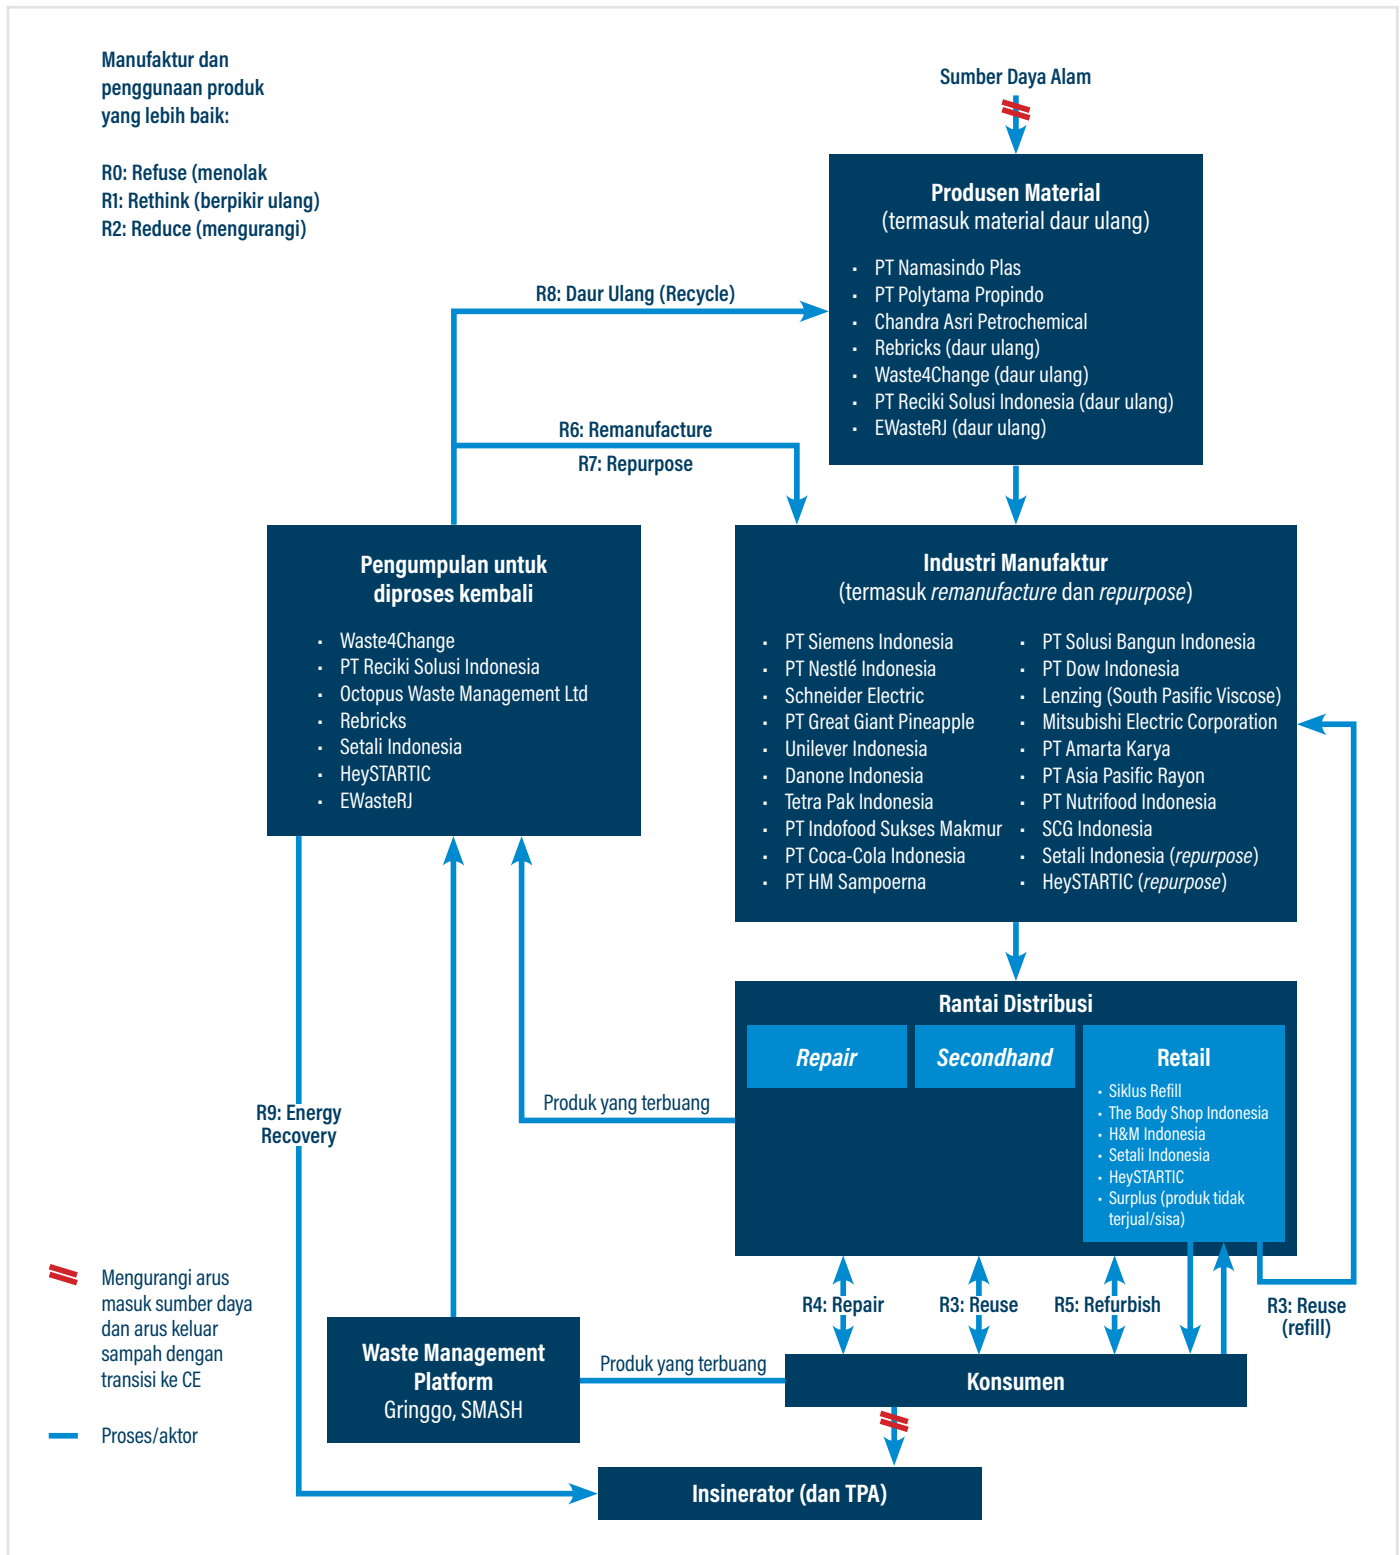 Manufaktur dan
penggunaan produk
yang lebih baik:
R0: Refuse (menolak
R1: Rethink (berpikir ulang)
R2: Reduce (mengurangi)
Sumber Daya Alam
Produsen Material
(termasuk material daur ulang)
• PT Namasindo Plas
• PT Polytama Propindo
• Chandra Asri Petrochemical
• Rebricks (daur ulang)
• Waste4Change (daur ulang)
• PT Reciki Solusi Indonesia (daur ulang)
• EWasteRJ (daur ulang)
R8: Daur Ulang (Recycle)
R6: Remanufacture
R7: Repurpose
Pengumpulan untuk
diproses kembali
• Waste4Change
• PT Reciki Solusi Indonesia
• Octopus Waste Management Ltd
• Rebricks
• Setali Indonesia
• HeySTARTIC
• EWasteRJ
Industri Manufaktur
(termasuk remanufacture dan repurpose)
• PT Siemens Indonesia
• PT Nestlé Indonesia
• Schneider Electric
• PT Great Giant Pineapple
• Unilever Indonesia
• Danone Indonesia
• Tetra Pak Indonesia
• PT Indofood Sukses Makmur
• PT Coca-Cola Indonesia
• PT HM Sampoerna
• PT Solusi Bangun Indonesia
• PT Dow Indonesia
• Lenzing (South Pasific Viscose)
• Mitsubishi Electric Corporation
• PT Amarta Karya
• PT Asia Pasific Rayon
• PT Nutrifood Indonesia
• SCG Indonesia
• Setali Indonesia (repurpose)
• HeySTARTIC (repurpose)
Rantai Distribusi
Repair
Secondhand
Retail
• Siklus Refill
• The Body Shop Indonesia
• H&M Indonesia
• Setali Indonesia
• HeySTARTIC
• Surplus (produk tidak
terjual/sisa)
Produk yang terbuang
R9: Energy
Recovery
R4: Repair
R3: Reuse
R5: Refurbish
R3: Reuse
(refill)
Mengurangi arus
masuk sumber daya
dan arus keluar
sampah dengan
transisi ke CE
Proses/aktor
Waste Management
Platform
Gringgo, SMASH
Produk yang terbuang
Konsumen
Insinerator (dan TPA)